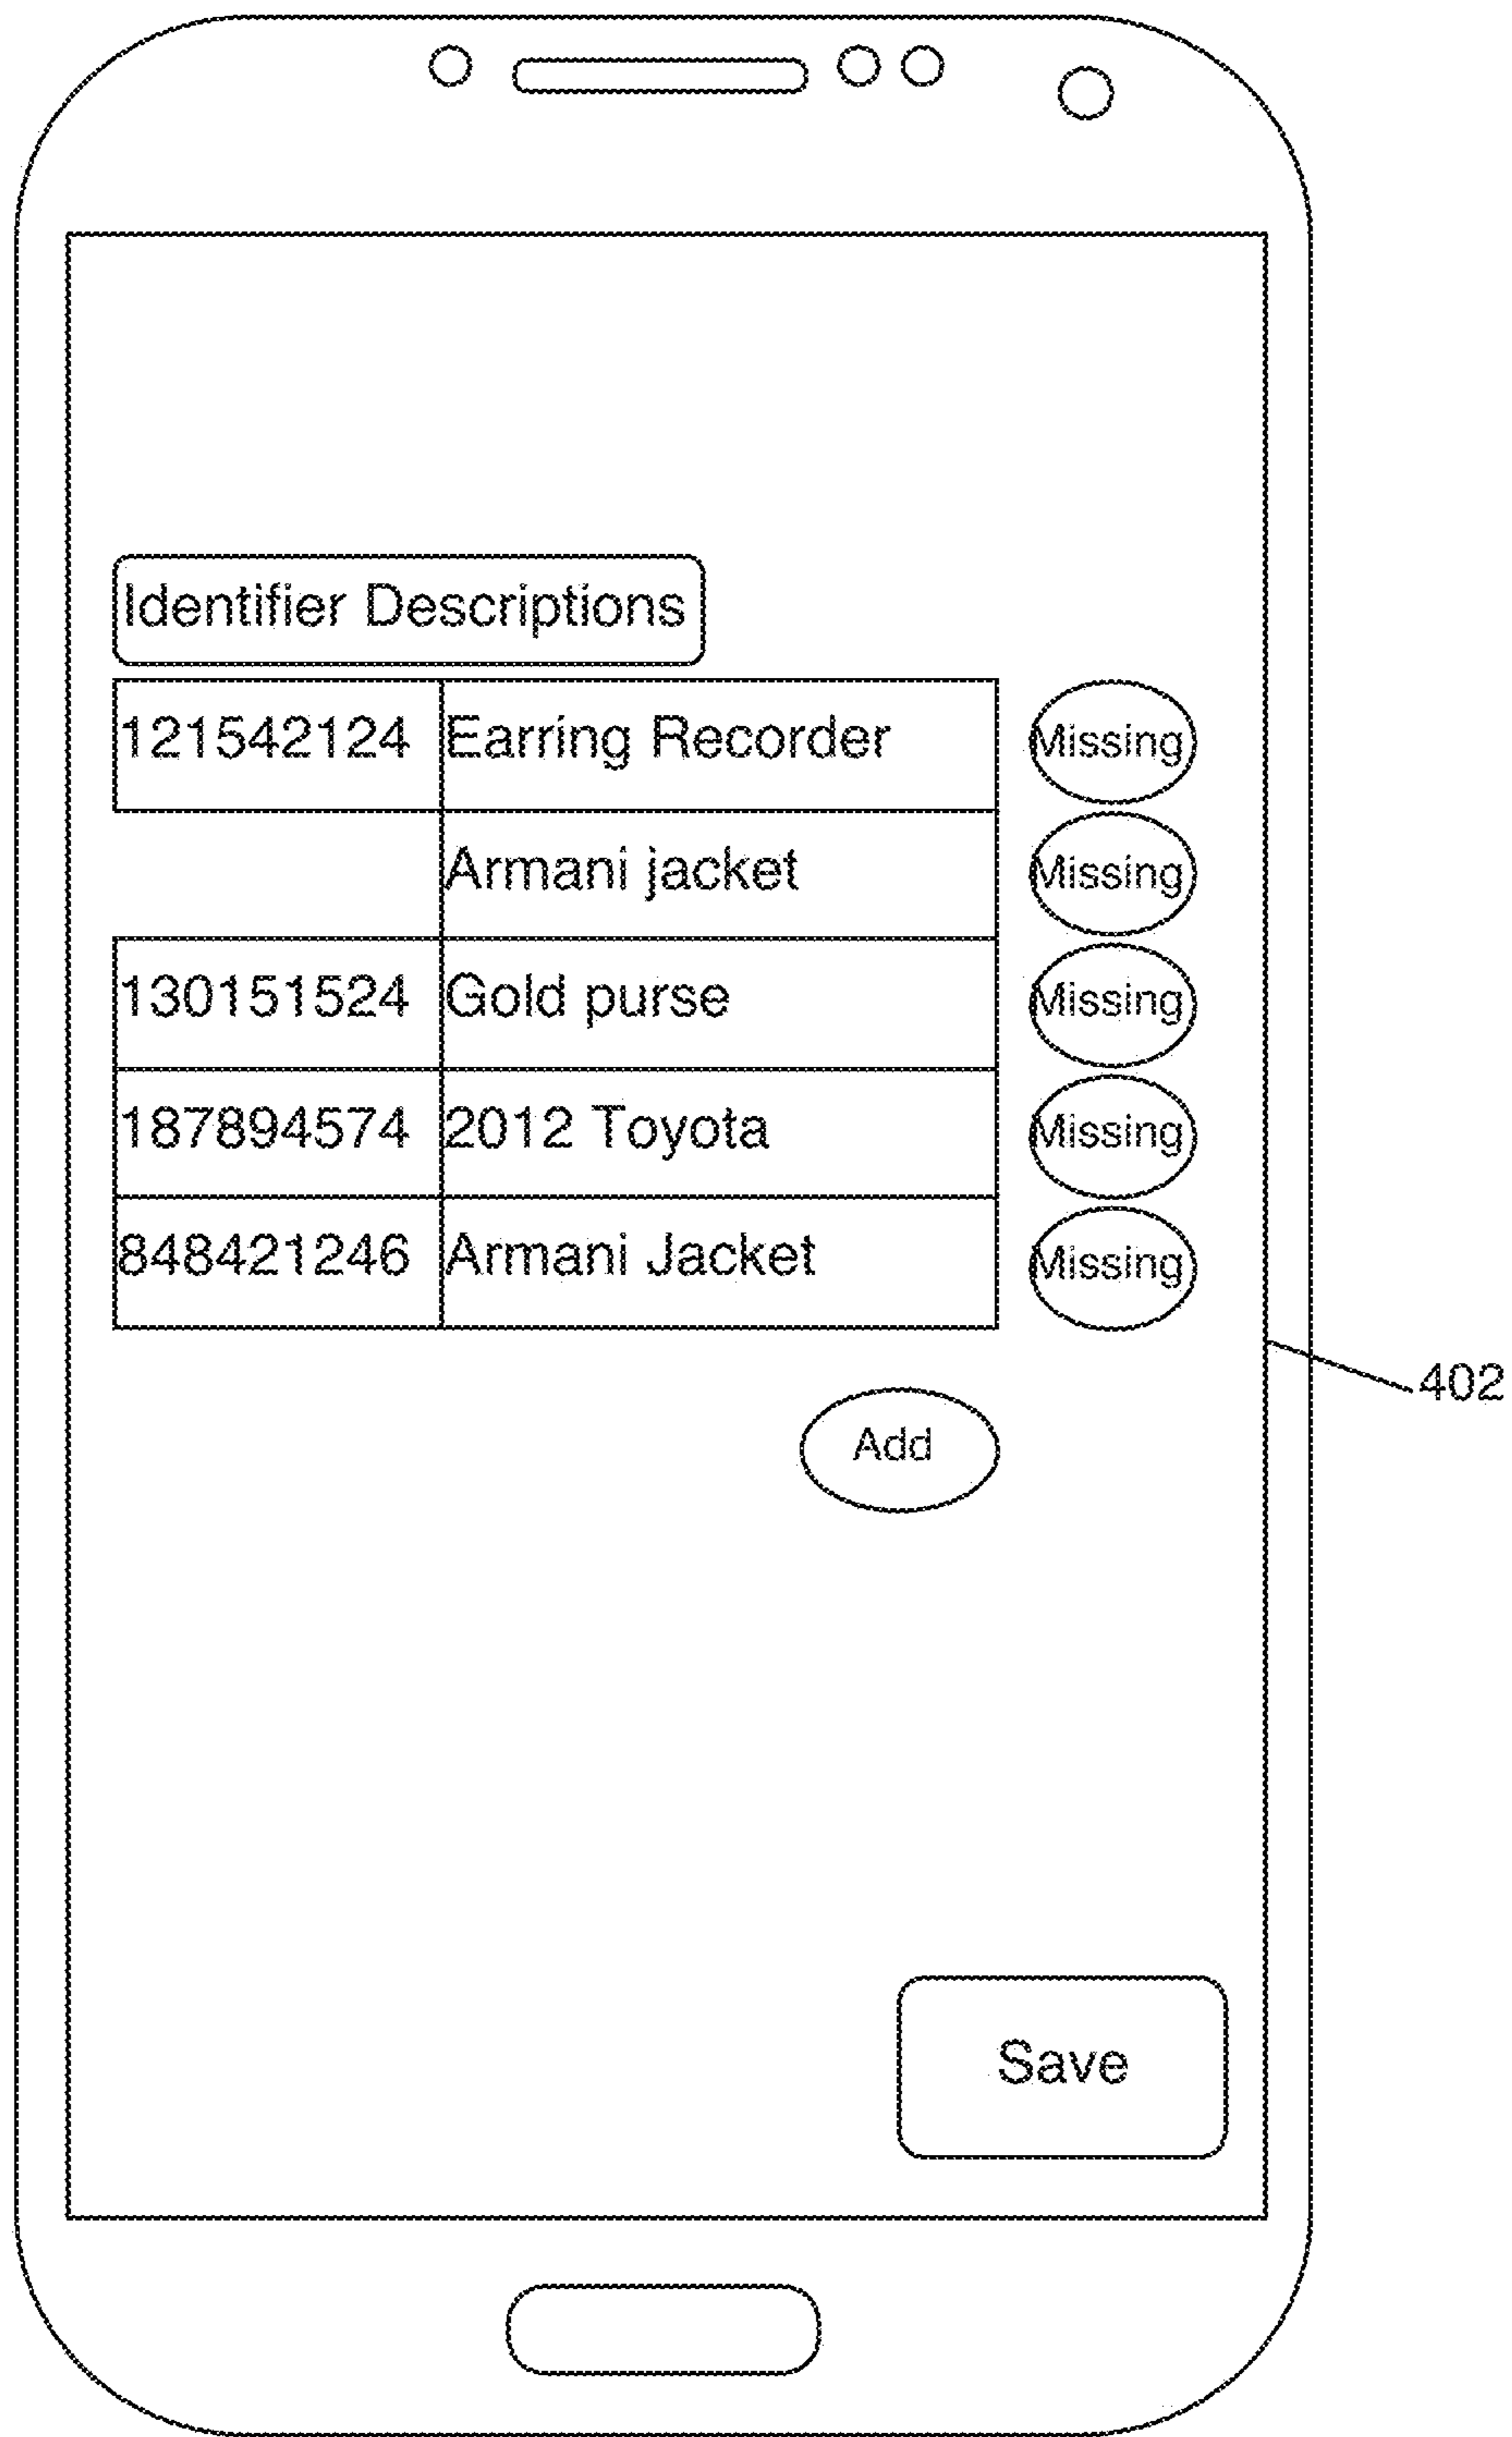 Identifier Descriptions
121542124 Earring Recorder Missing
Armani jacket Missing
130151524 Gold purse Missing
187894574 2012 Toyota Missing
848421246 Armani Jacket Missing
402
Add
Save